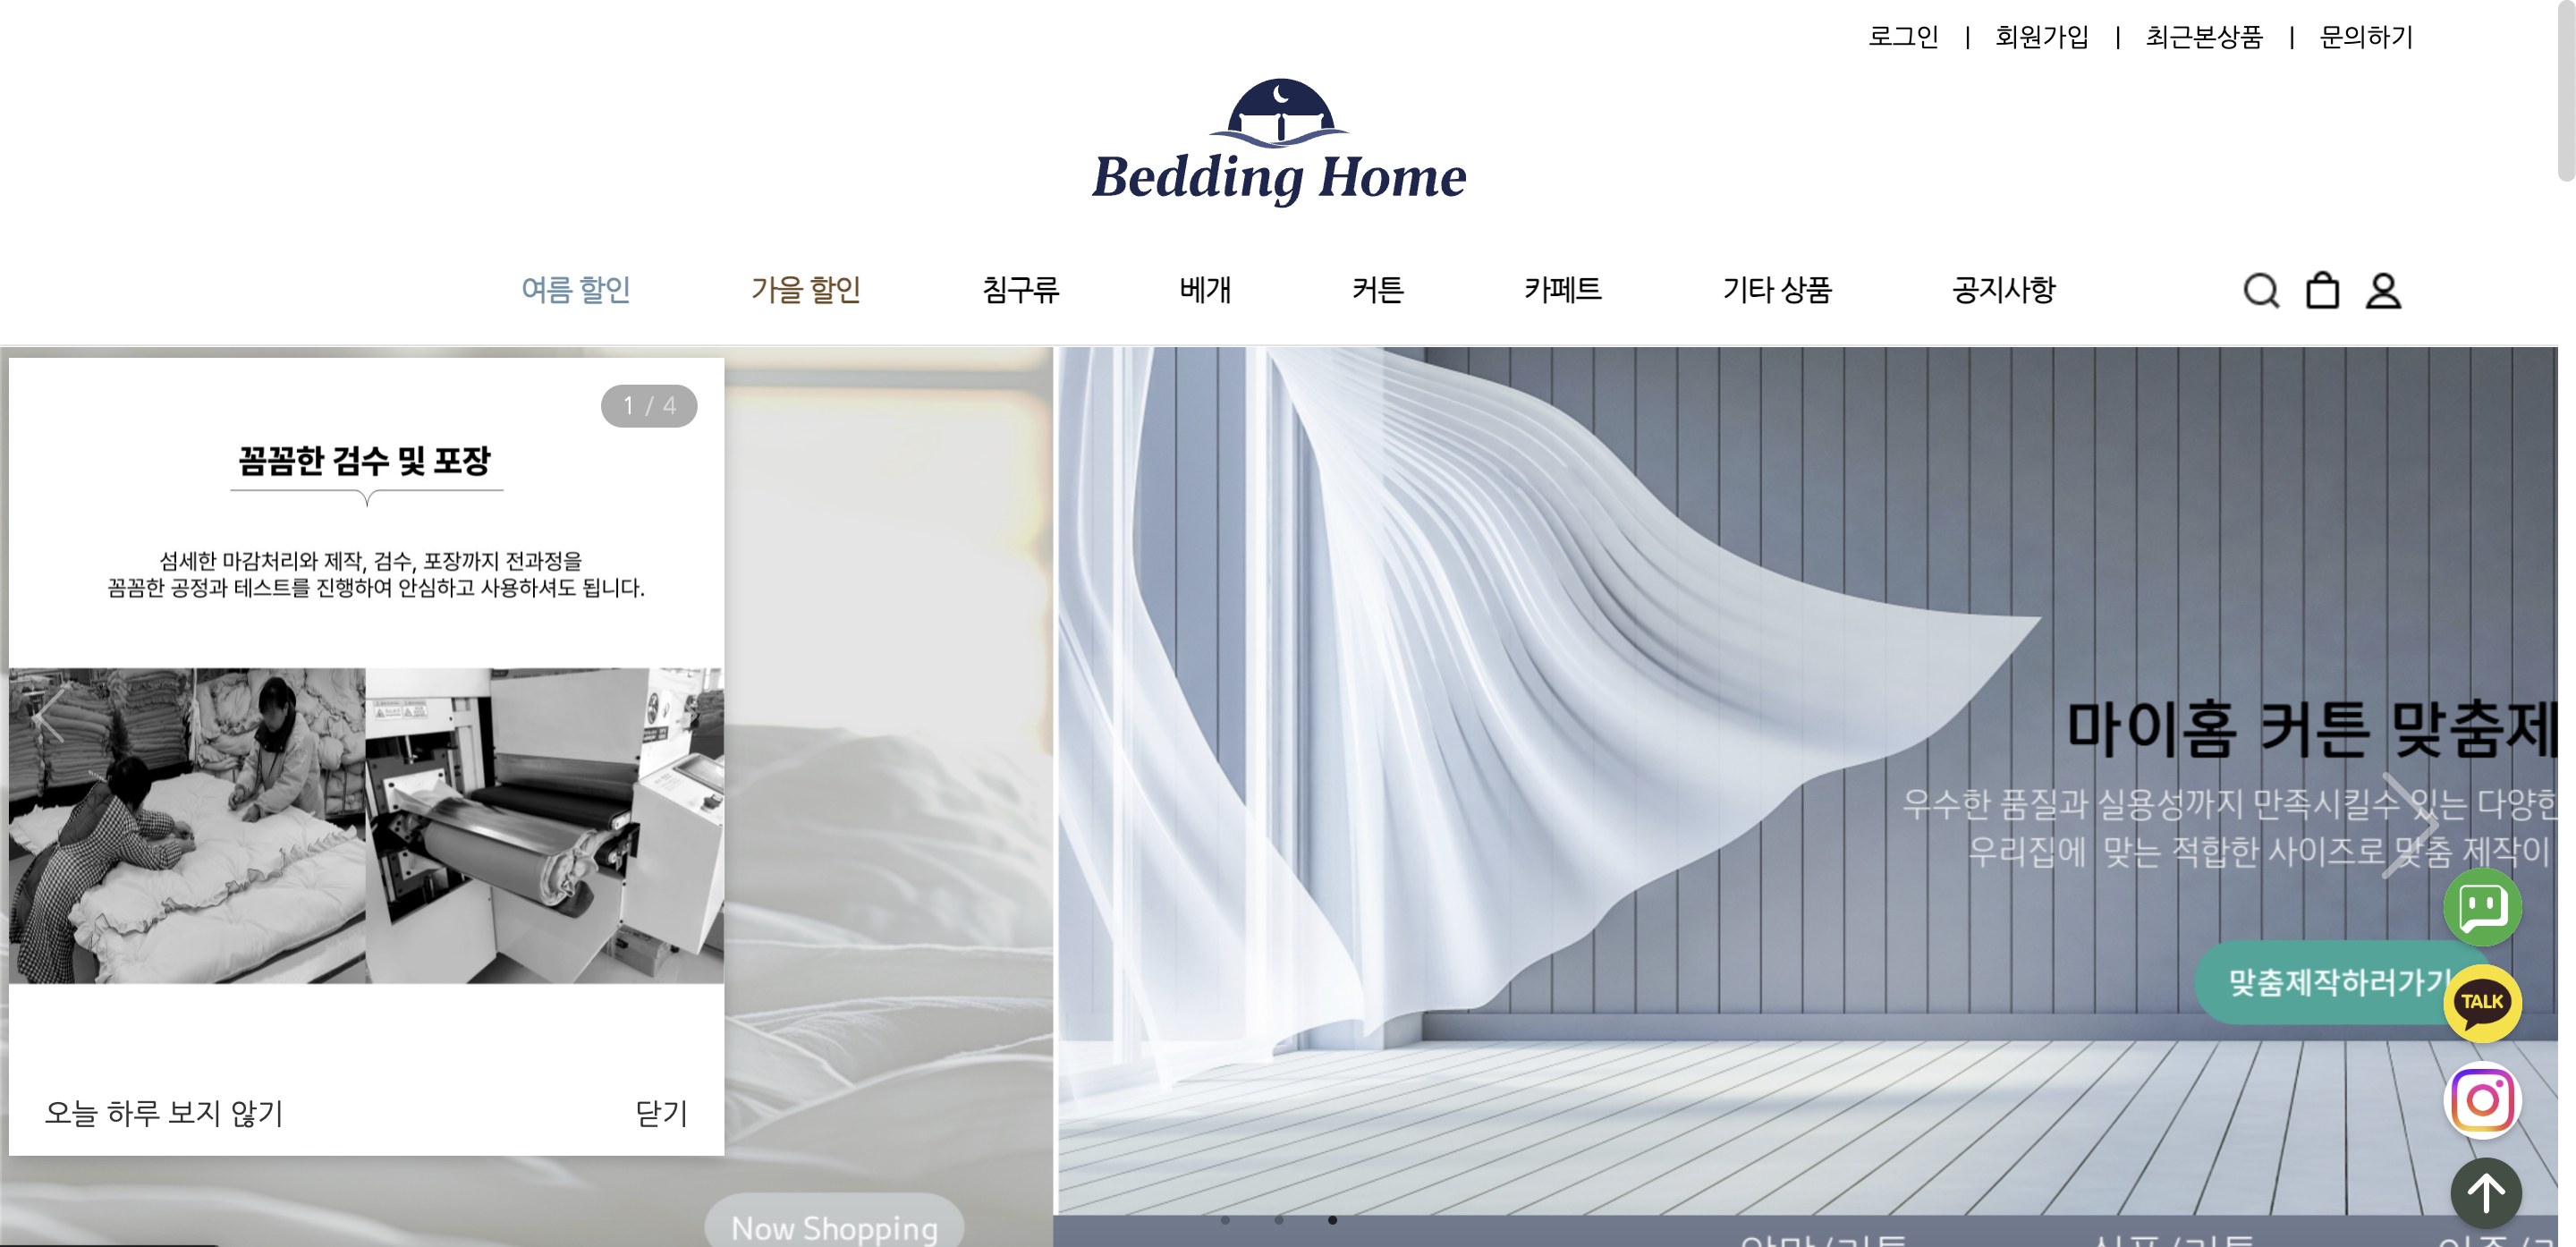 로그인 | 회원가입 | 최근본상품 | 문의하기
Bedding Home
여름 할인 가을 할인 침구류 베개 커튼 카페트 기타 상품 공지사항
1 / 4
꼼꼼한 검수 및 포장
섬세한 마감처리와 제작, 검수, 포장까지 전과정을
꼼꼼한 공정과 테스트를 진행하여 안심하고 사용하셔도 됩니다.
오늘 하루 보지 않기 닫기
Now Shopping
마이홈 커튼 맞춤제
우수한 품질과 실용성까지 만족시킬수 있는 다양한
우리집에 맞는 적합한 사이즈로 맞춤 제작이
맞춤제작하러가기
TALK